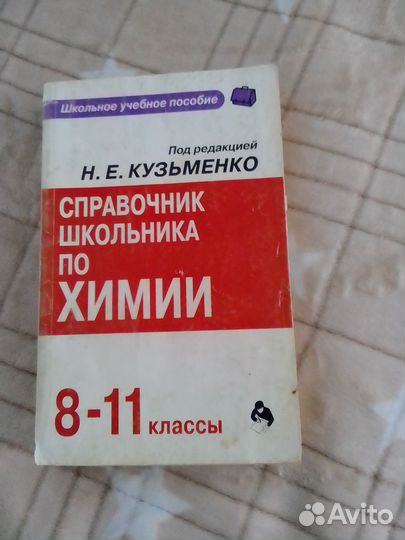 Школьное учебное пособие
Под редакцией
Н. Е. КУЗЬМЕНКО
СПРАВОЧНИК
ШКОЛЬНИКА
ПО
ХИМИИ
8-11 классы
Avito